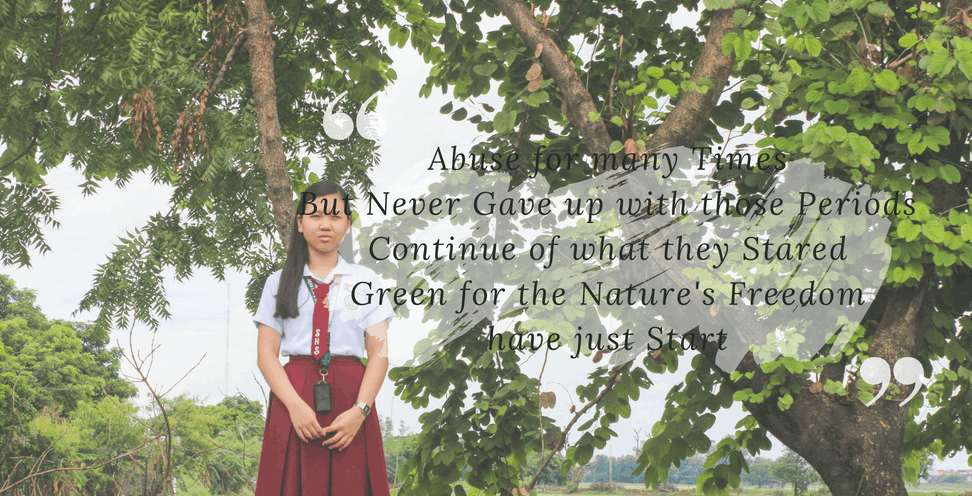 Abuse for many Times
But Never Gave up with those Periods
Continue of what they Stared
Green for the Nature's Freedom
have just Start
SHS